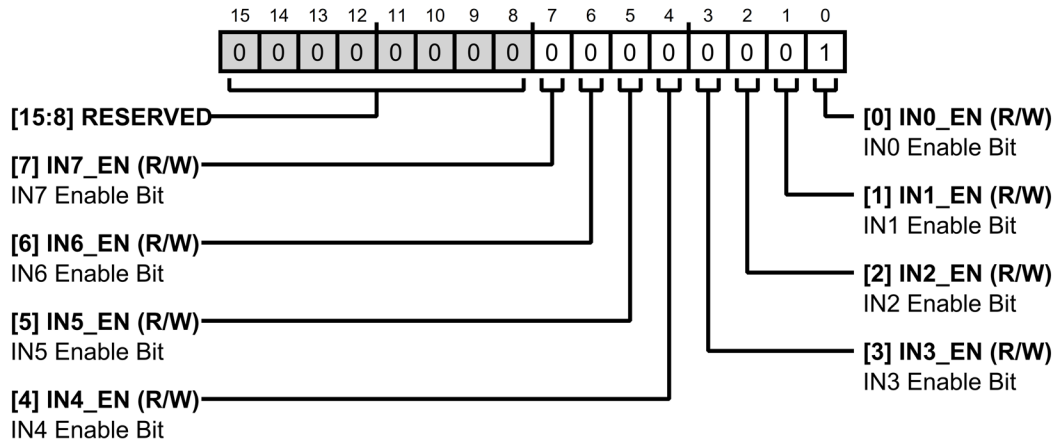 15 14 13 12 11 10 9 8 7 6 5 4 3 2 1 0
0 0 0 0 0 0 0 0 0 0 0 0 0 0 0 1
[15:8] RESERVED
[7] IN7_EN (R/W)
IN7 Enable Bit
[6] IN6_EN (R/W)
IN6 Enable Bit
[5] IN5_EN (R/W)
IN5 Enable Bit
[4] IN4_EN (R/W)
IN4 Enable Bit
[0] IN0_EN (R/W)
IN0 Enable Bit
[1] IN1_EN (R/W)
IN1 Enable Bit
[2] IN2_EN (R/W)
IN2 Enable Bit
[3] IN3_EN (R/W)
IN3 Enable Bit